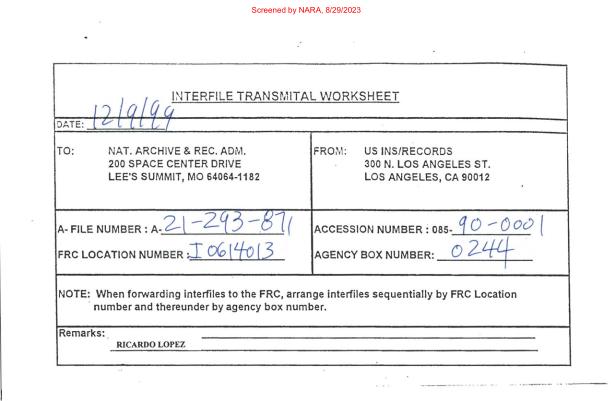 Screened by NARA, 8/29/2023
INTERFILE TRANSMITAL WORKSHEET
DATE: 12/9/99
TO: NAT. ARCHIVE & REC. ADM.
200 SPACE CENTER DRIVE
LEE'S SUMMIT, MO 64064-1182
FROM: US INS/RECORDS
300 N. LOS ANGELES ST.
LOS ANGELES, CA 90012
A- FILE NUMBER : A- 21-293-871
FRC LOCATION NUMBER: I0614013
ACCESSION NUMBER : 085- 90-0001
AGENCY BOX NUMBER: 0244
NOTE: When forwarding interfiles to the FRC, arrange interfiles sequentially by FRC Location
number and thereunder by agency box number.
Remarks:
RICARDO LOPEZ